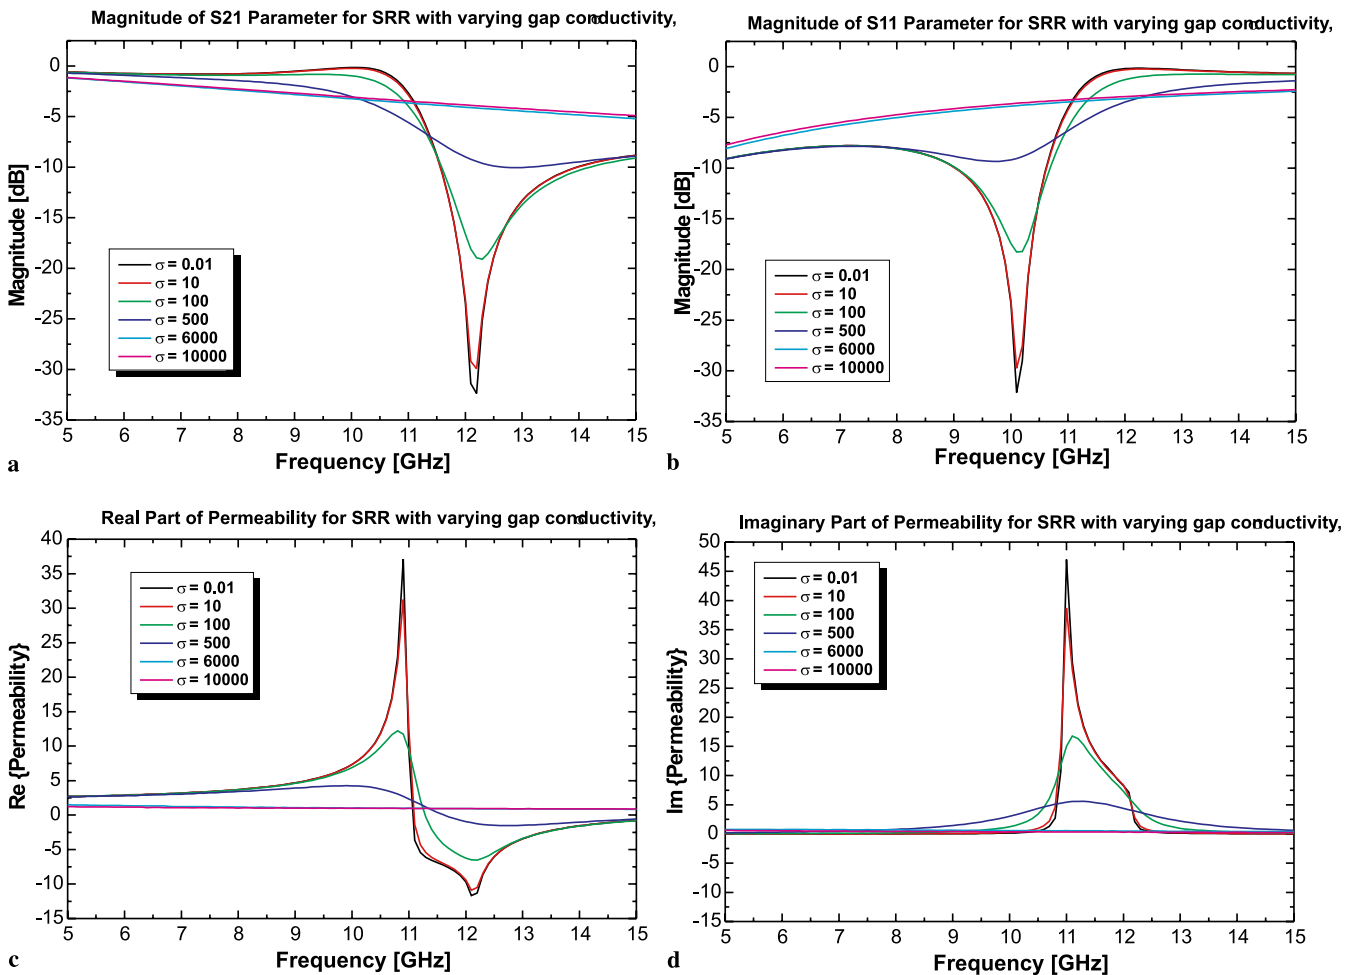 Magnitude of S21 Parameter for SRR with varying gap conductivity, σ
0
-5
-10
-15
-20
-25
-30
-35
Magnitude [dB]
σ = 0.01
σ = 10
σ = 100
σ = 500
σ = 6000
σ = 10000
5 6 7 8 9 10 11 12 13 14 15
Frequency [GHz]
a
Magnitude of S11 Parameter for SRR with varying gap conductivity, σ
0
-5
-10
-15
-20
-25
-30
-35
Magnitude [dB]
σ = 0.01
σ = 10
σ = 100
σ = 500
σ = 6000
σ = 10000
5 6 7 8 9 10 11 12 13 14 15
Frequency [GHz]
b
Real Part of Permeability for SRR with varying gap conductivity, σ
40
35
30
25
20
15
10
5
0
-5
-10
-15
Re {Permeability}
σ = 0.01
σ = 10
σ = 100
σ = 500
σ = 6000
σ = 10000
5 6 7 8 9 10 11 12 13 14 15
Frequency [GHz]
c
Imaginary Part of Permeability for SRR with varying gap conductivity, σ
50
45
40
35
30
25
20
15
10
5
0
-5
-10
-15
Im {Permeability}
σ = 0.01
σ = 10
σ = 100
σ = 500
σ = 6000
σ = 10000
5 6 7 8 9 10 11 12 13 14 15
Frequency [GHz]
d